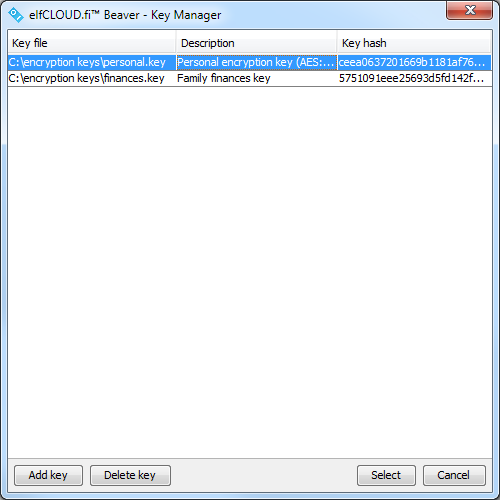 elfCLOUD.fi™ Beaver - Key Manager
Key file Description Key hash
C:\encryption keys\personal.key Personal encryption key (AES:... ceea0637201669b1181af76...
C:\encryption keys\finances.key Family finances key 5751091eee25693d5fd142f...
Add key Delete key Select Cancel